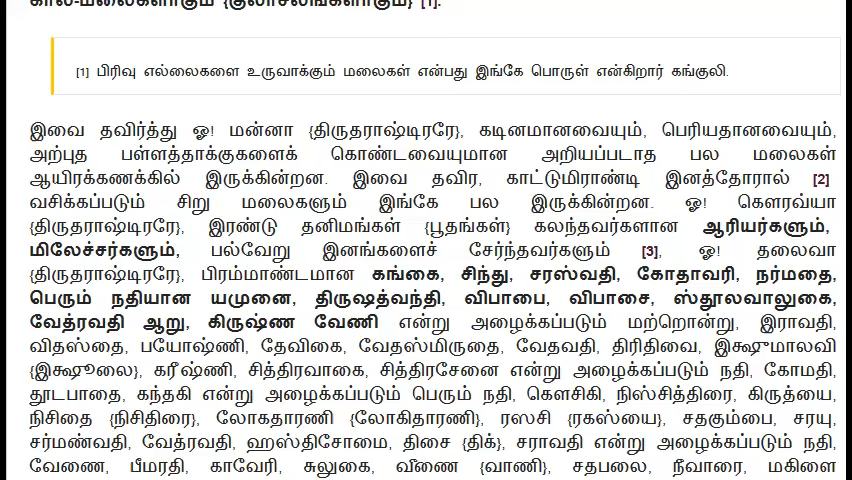 கால்-மலைகளாகும் {குலாசலங்களாகும்} [1].
[1] பிரிவு எல்லைகளை உருவாக்கும் மலைகள் என்பது இங்கே பொருள் என்கிறார் கங்குலி.
இவை தவிர்த்து ஓ! மன்னா {திருதராஷ்டிரரே}, கடினமானவையும், பெரியதானவையும்,
அற்புத பள்ளத்தாக்குகளைக் கொண்டவையுமான அறியப்படாத பல மலைகள்
ஆயிரக்கணக்கில் இருக்கின்றன. இவை தவிர, காட்டுமிராண்டி இனத்தோரால் [2]
வசிக்கப்படும் சிறு மலைகளும் இங்கே பல இருக்கின்றன. ஓ! கௌரவ்யா
{திருதராஷ்டிரரே}, இரண்டு தனிமங்கள் {பூதங்கள்} கலந்தவர்களான ஆரியர்களும்,
மிலேச்சர்களும், பல்வேறு இனங்களைச் சேர்ந்தவர்களும் [3], ஓ! தலைவா
{திருதராஷ்டிரரே}, பிரம்மாண்டமான கங்கை, சிந்து, சரஸ்வதி, கோதாவரி, நர்மதை,
பெரும் நதியான யமுனை, திருஷத்வந்தி, விபாபை, விபாசை, ஸ்தூலவாலுகை,
வேத்ரவதி ஆறு, கிருஷ்ண வேணி என்று அழைக்கப்படும் மற்றொன்று, இராவதி,
விதஸ்தை, பயோஷ்ணி, தேவிகை, வேதஸ்மிருதை, வேதவதி, திரிதிவை, இக்ஷுமாலவி
{இக்ஷூலை}, கரீஷ்ணி, சித்திரவாகை, சித்திரசேனை என்று அழைக்கப்படும் நதி, கோமதி,
தூடபாதை, கந்தகி என்று அழைக்கப்படும் பெரும் நதி, கௌசிகி, நிஸ்சித்திரை, கிருத்யை,
நிசிதை {நிசிதிரை}, லோகதாரணி {லோகிதாரணி}, ரஸசி {ரகஸ்யை}, சதகும்பை, சரயு,
சர்மண்வதி, வேத்ரவதி, ஹஸ்திசோமை, திசை {திக்}, சராவதி என்று அழைக்கப்படும் நதி,
வேணை, பீமரதி, காவேரி, சுலுகை, வீணை {வாணி}, சதபலை, நீவாரை, மகிளை